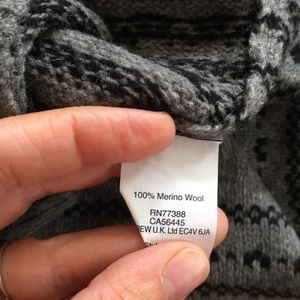 100% Merino Wool
RN77388
CA56445
EW U.K. Ltd EC4V 6JA